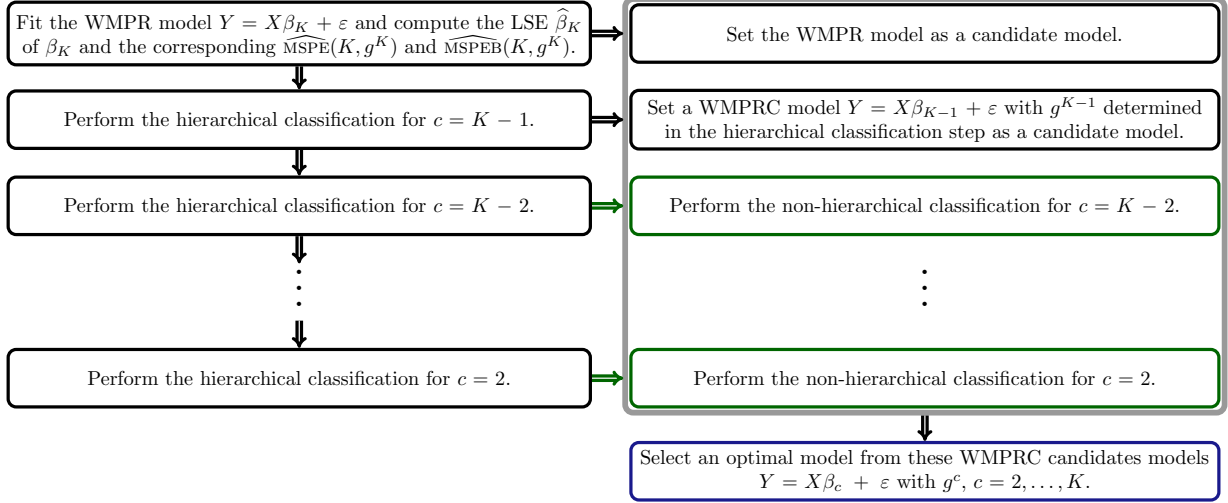 Fit the WMPR model Y = Xβ_K + ε and compute the LSE β̂_K
of β_K and the corresponding \widehat{MSPE}(K, g^K) and \widehat{MSPEB}(K, g^K).
Set the WMPR model as a candidate model.
Perform the hierarchical classification for c = K − 1.
Set a WMPRC model Y = Xβ_{K−1} + ε with g^{K−1} determined
in the hierarchical classification step as a candidate model.
Perform the hierarchical classification for c = K − 2.
Perform the non-hierarchical classification for c = K − 2.
⋮
⋮
Perform the hierarchical classification for c = 2.
Perform the non-hierarchical classification for c = 2.
Select an optimal model from these WMPRC candidates models
Y = Xβ_c + ε with g^c, c = 2, . . . , K.